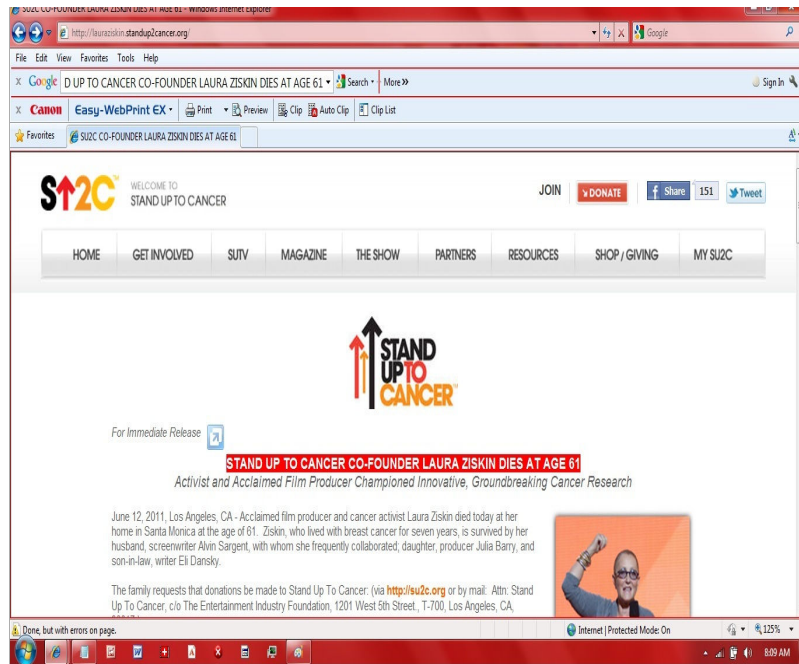 SU2C CO-FOUNDER LAURA ZISKIN DIES AT AGE 61 - Windows Internet Explorer
http://lauraziskin.standup2cancer.org/
Google
File Edit View Favorites Tools Help
x Google D UP TO CANCER CO-FOUNDER LAURA ZISKIN DIES AT AGE 61 Search More >> Sign In
x Canon Easy-WebPrint EX Print Preview Clip Auto Clip Clip List
Favorites SU2C CO-FOUNDER LAURA ZISKIN DIES AT AGE 61
SU2C™ WELCOME TO
STAND UP TO CANCER
JOIN DONATE f Share 151 Tweet
HOME GET INVOLVED SUTV MAGAZINE THE SHOW PARTNERS RESOURCES SHOP / GIVING MY SU2C
STAND
UP TO
CANCER™
For Immediate Release
STAND UP TO CANCER CO-FOUNDER LAURA ZISKIN DIES AT AGE 61
Activist and Acclaimed Film Producer Championed Innovative, Groundbreaking Cancer Research
June 12, 2011, Los Angeles, CA - Acclaimed film producer and cancer activist Laura Ziskin died today at her
home in Santa Monica at the age of 61. Ziskin, who lived with breast cancer for seven years, is survived by her
husband, screenwriter Alvin Sargent, with whom she frequently collaborated; daughter, producer Julia Barry, and
son-in-law, writer Eli Dansky.
The family requests that donations be made to Stand Up To Cancer: (via http://su2c.org or by mail: Attn: Stand
Up To Cancer, c/o The Entertainment Industry Foundation, 1201 West 5th Street., T-700, Los Angeles, CA,
Done, but with errors on page. Internet | Protected Mode: On 125%
8:09 AM